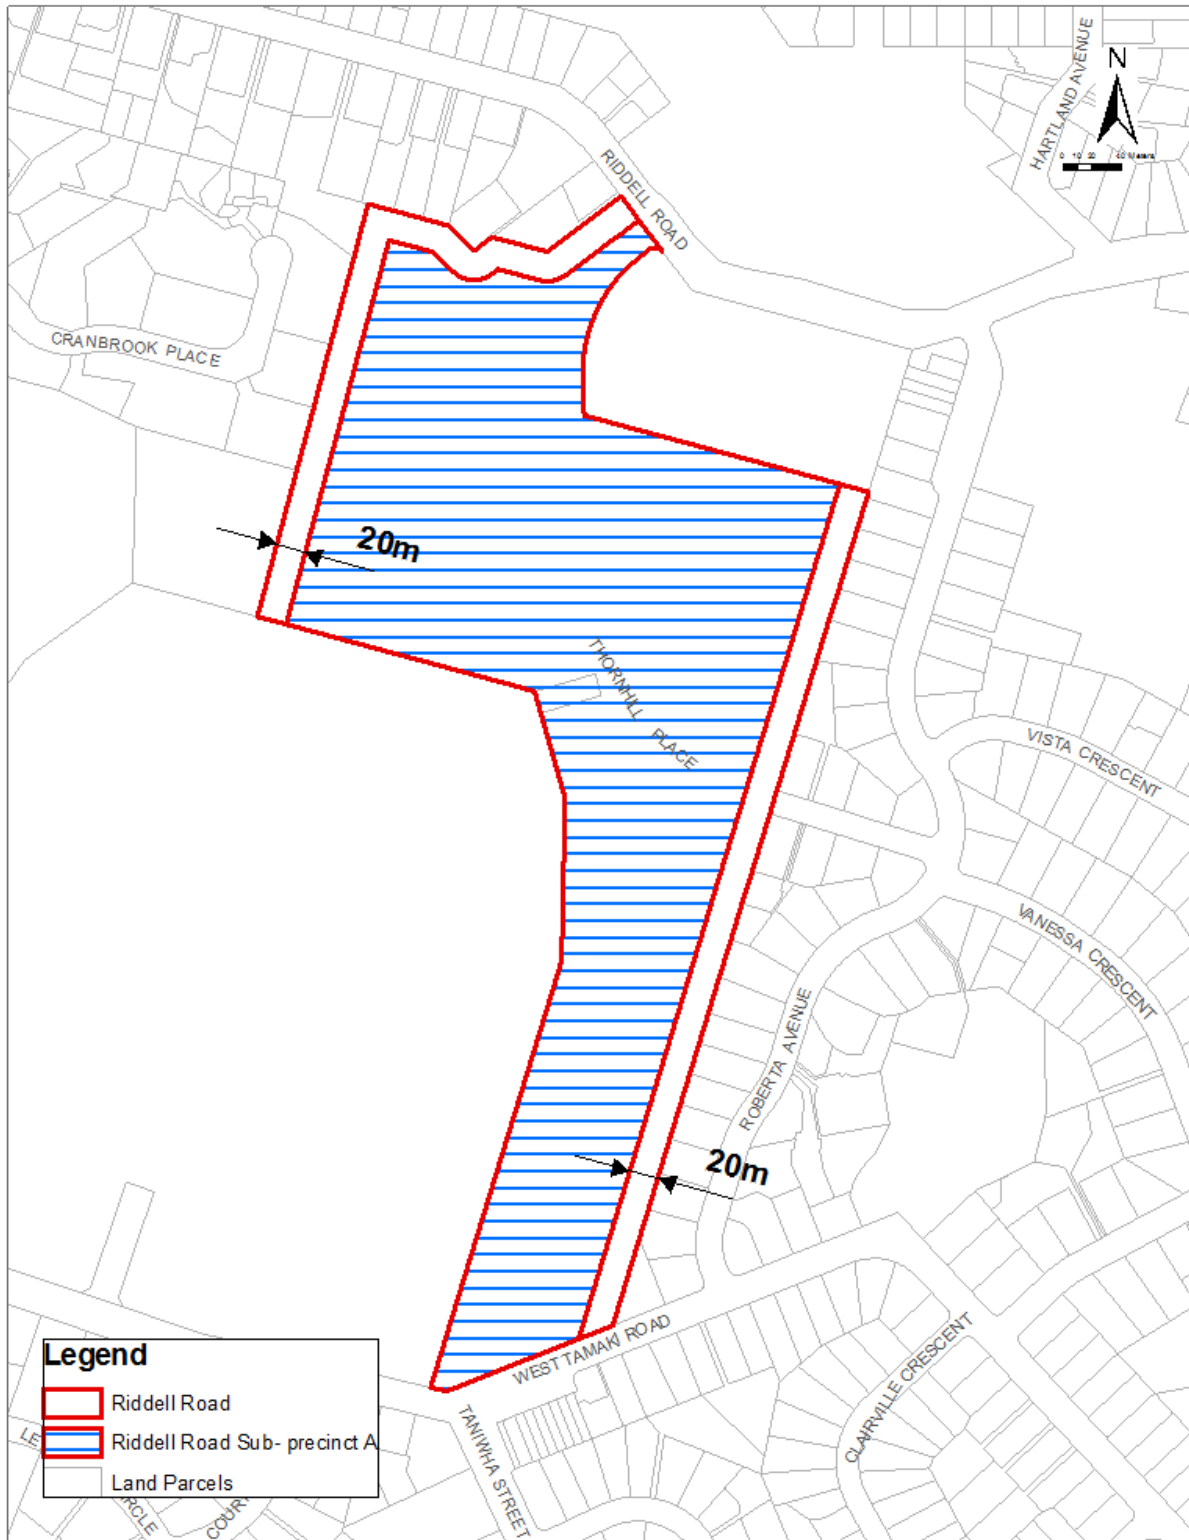 HARTLAND AVENUE
N
RIDDELL ROAD
CRANBROOK PLACE
20m
THORNHILL PLACE
VISTA CRESCENT
VANESSA CRESCENT
ROBERTA AVENUE
20m
WEST TAMAKI ROAD
CLAIRVILLE CRESCENT
TANIWHA STREET
Legend
Riddell Road
Riddell Road Sub- precinct A
Land Parcels